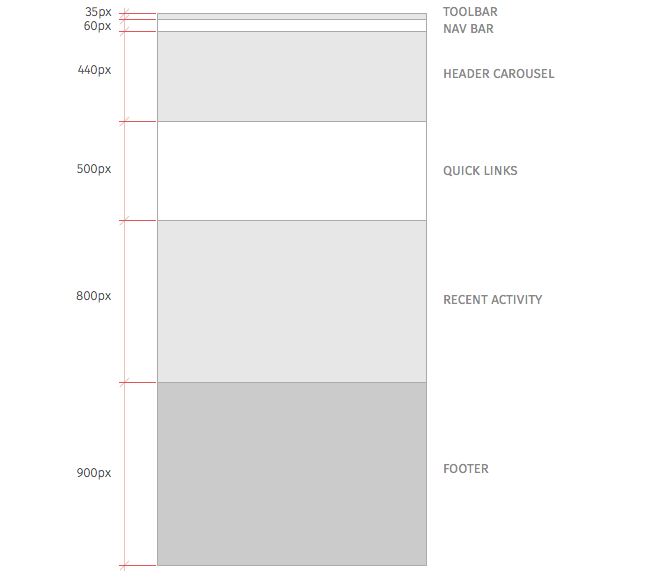 35px
TOOLBAR
60px
NAV BAR
440px
HEADER CAROUSEL
500px
QUICK LINKS
800px
RECENT ACTIVITY
900px
FOOTER